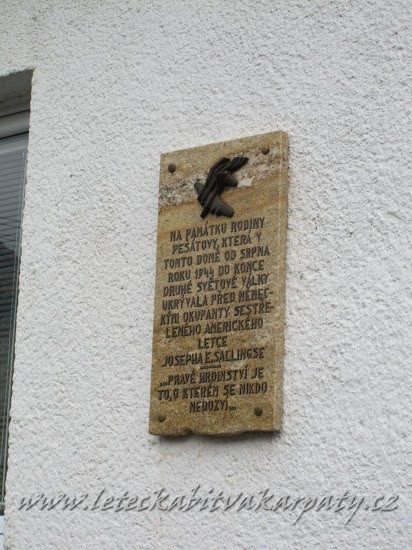 NA PAMÁTKU RODINY
PEŠATOVY, KTERÁ V
TOMTO DOMĚ OD SRPNA
ROKU 1944 DO KONCE
DRUHÉ SVĚTOVÉ VÁLKY
UKRÝVALA PŘED NĚMEC-
KÝMI OKUPANTY SESTŘE-
LENÉHO AMERICKÉHO
LETCE
JOSEPHA E. SALLINGSE
„...PRAVÉ HRDINSTVÍ JE
TO, O KTERÉM SE NIKDO
NEDOZVÍ...“
www.leteckabitvakarpaty.cz